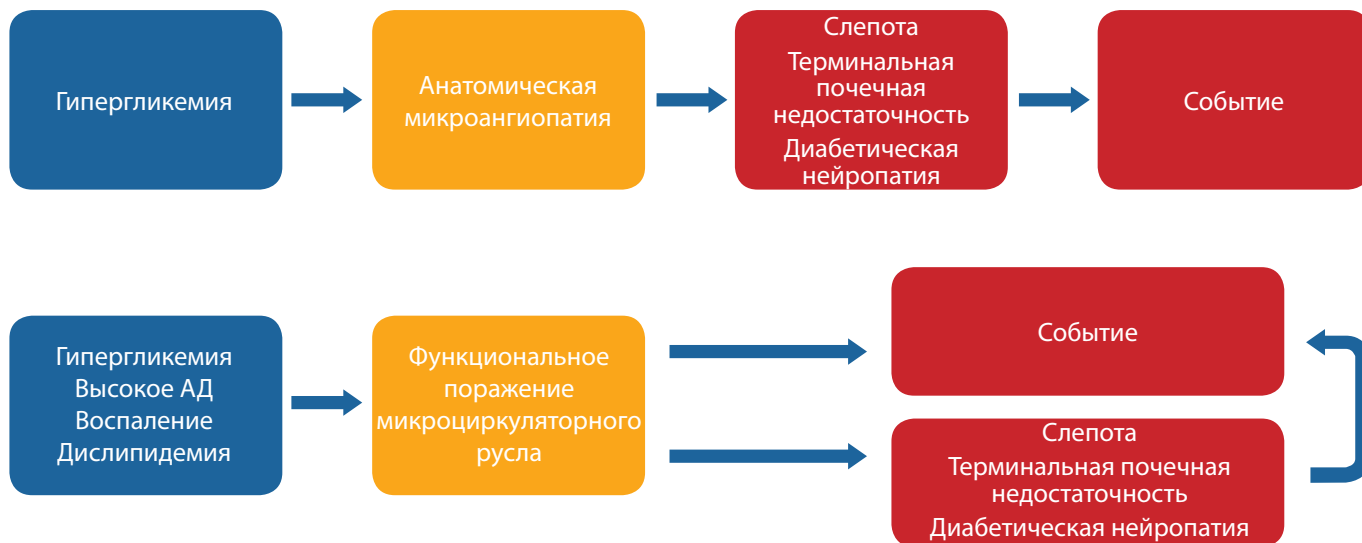 Гипергликемия
Анатомическая
микроангиопатия
Слепота
Терминальная
почечная
недостаточность
Диабетическая
нейропатия
Событие
Гипергликемия
Высокое АД
Воспаление
Дислипидемия
Функциональное
поражение
микроциркуляторного
русла
Событие
Слепота
Терминальная почечная
недостаточность
Диабетическая нейропатия